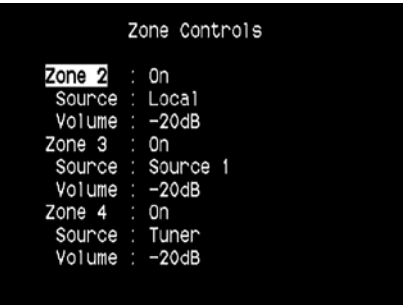 Zone Controls
Zone 2 : On
Source : Local
Volume : -20dB
Zone 3 : On
Source : Source 1
Volume : -20dB
Zone 4 : On
Source : Tuner
Volume : -20dB